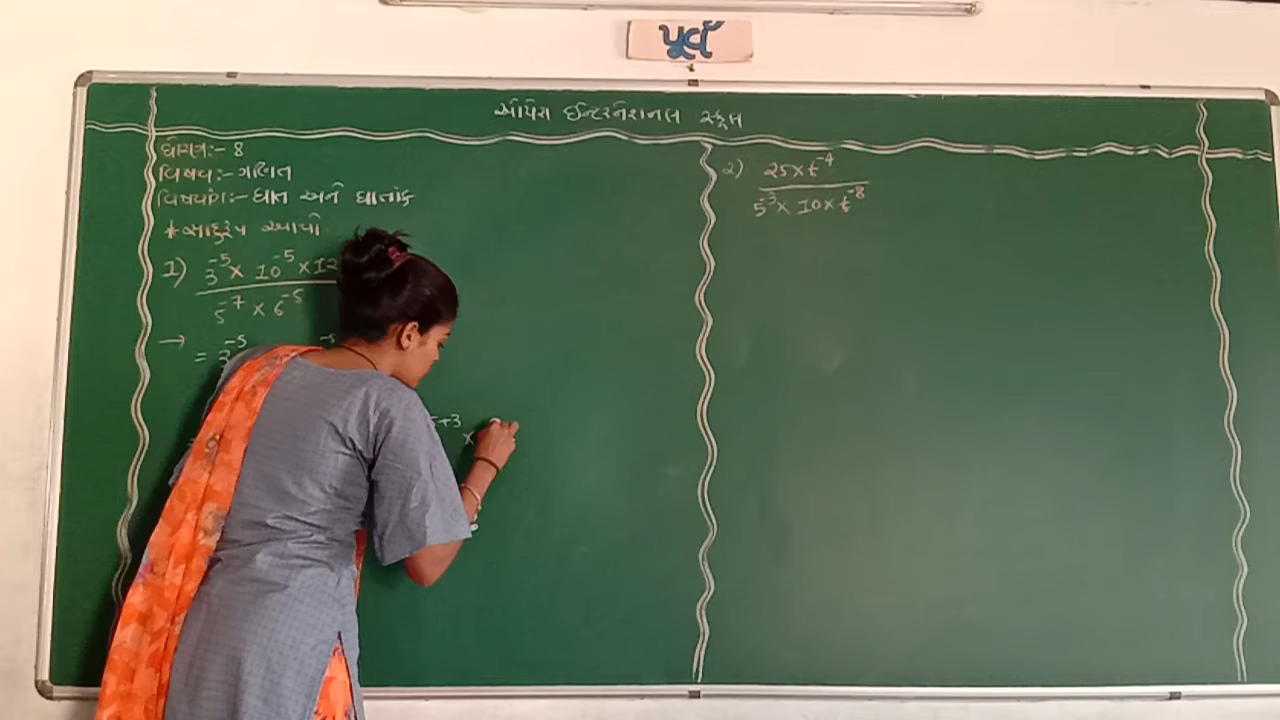 પૂર્વ
ઓપેરા ઈન્ટરનેશનલ સ્કૂલ
ધોરણ:- 8
વિષય:- ગણિત
વિષયાંગ:- ઘાત અને ઘાતાંક
* સાદુરૂપ આપો
1) 3⁻⁵ × 10⁻⁵ × 12
5⁻⁷ × 6⁻⁵
→ = 3⁻⁵
+3 ×
2) 25 × t⁻⁴
5⁻³ × 10 × t⁻⁸